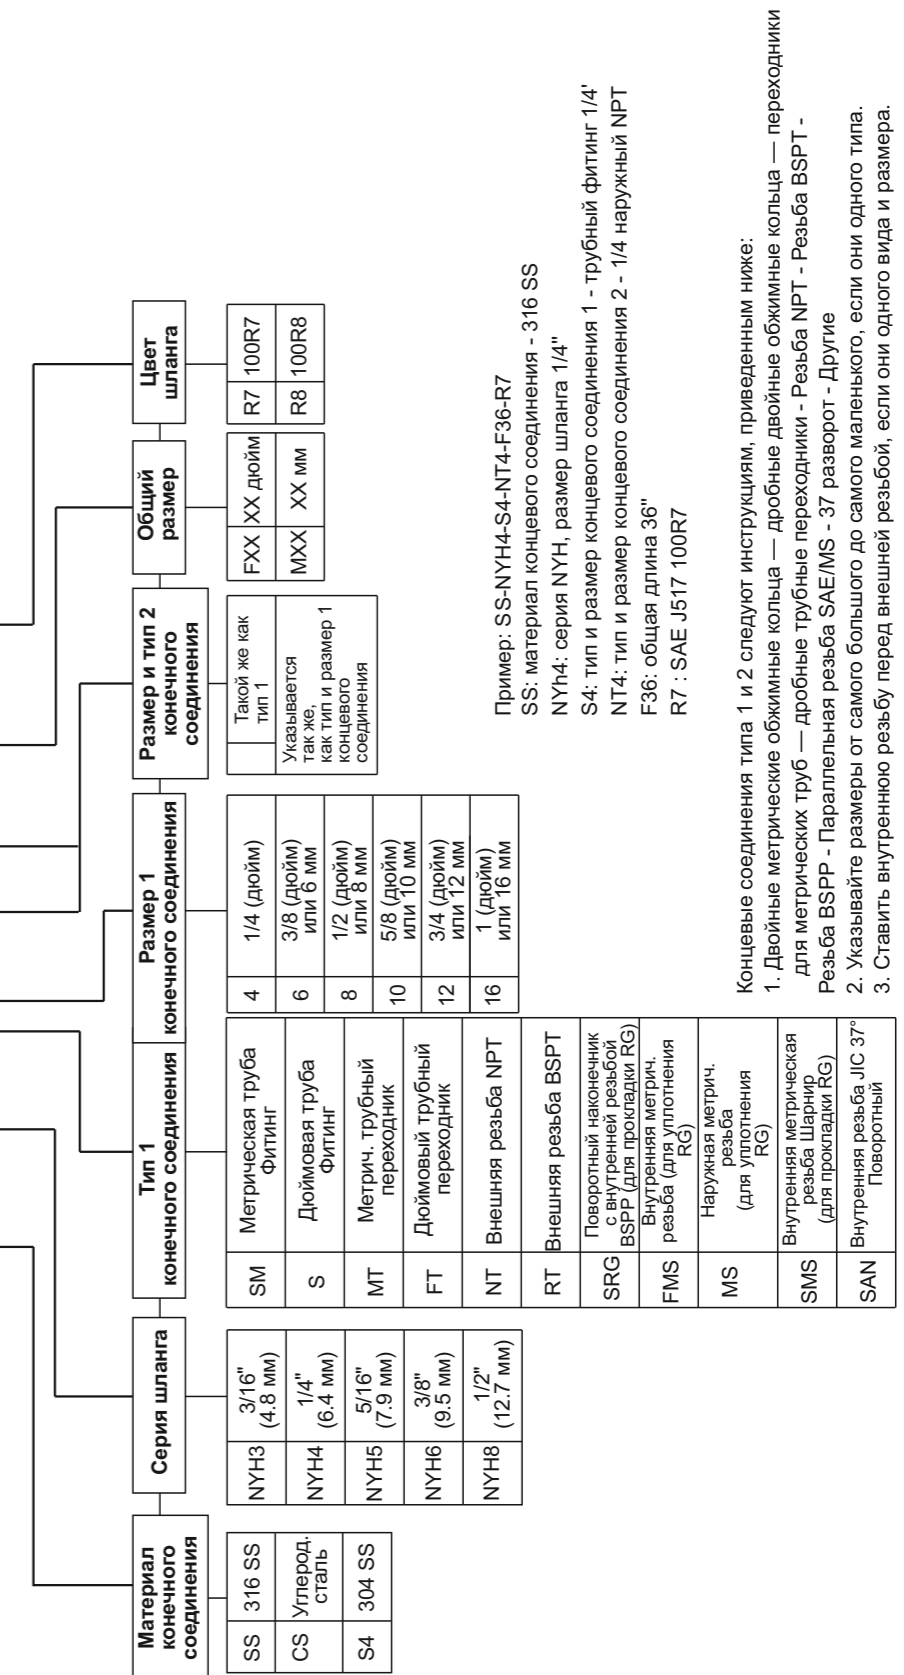 Материал
конечного
соединения
SS 316 SS
CS Углерод.
сталь
S4 304 SS
Серия шланга
NYH3 3/16"
(4.8 мм)
NYH4 1/4"
(6.4 мм)
NYH5 5/16"
(7.9 мм)
NYH6 3/8"
(9.5 мм)
NYH8 1/2"
(12.7 мм)
Тип 1
конечного соединения
SM Метрическая труба
Фитинг
S Дюймовая труба
Фитинг
MT Метрич. трубный
переходник
FT Дюймовый трубный
переходник
NT Внешняя резьба NPT
RT Внешняя резьба BSPT
SRG Поворотный наконечник
с внутренней резьбой
BSPP (для прокладки RG)
FMS Внутренняя метрич.
резьба (для уплотнения
RG)
MS Наружная метрич.
резьба
(для уплотнения
RG)
SMS Внутренняя метрическая
резьба Шарнир
(для прокладки RG)
SAN Внутренняя резьба JIC 37°
Поворотный
Размер 1
конечного соединения
4 1/4 (дюйм)
6 3/8 (дюйм)
или 6 мм
8 1/2 (дюйм)
или 8 мм
10 5/8 (дюйм)
или 10 мм
12 3/4 (дюйм)
или 12 мм
16 1 (дюйм)
или 16 мм
Размер и тип 2
конечного
соединения
Такой же как
тип 1
Указывается
так же,
как тип и размер 1
концевого
соединения
Общий
размер
FXX XX дюйм
MXX XX мм
Цвет
шланга
R7 100R7
R8 100R8
Пример: SS-NYH4-S4-NT4-F36-R7
SS: материал концевого соединения - 316 SS
NYh4: серия NYH, размер шланга 1/4"
S4: тип и размер концевого соединения 1 - трубный фитинг 1/4'
NT4: тип и размер концевого соединения 2 - 1/4 наружный NPT
F36: общая длина 36"
R7 : SAE J517 100R7
Концевые соединения типа 1 и 2 следуют инструкциям, приведенным ниже:
1. Двойные метрические обжимные кольца — дробные двойные обжимные кольца — переходники
для метрических труб — дробные трубные переходники - Резьба NPT - Резьба BSPT -
Резьба BSPP - Параллельная резьба SAE/MS - 37 разворот - Другие
2. Указывайте размеры от самого большого до самого маленького, если они одного типа.
3. Ставить внутреннюю резьбу перед внешней резьбой, если они одного вида и размера.